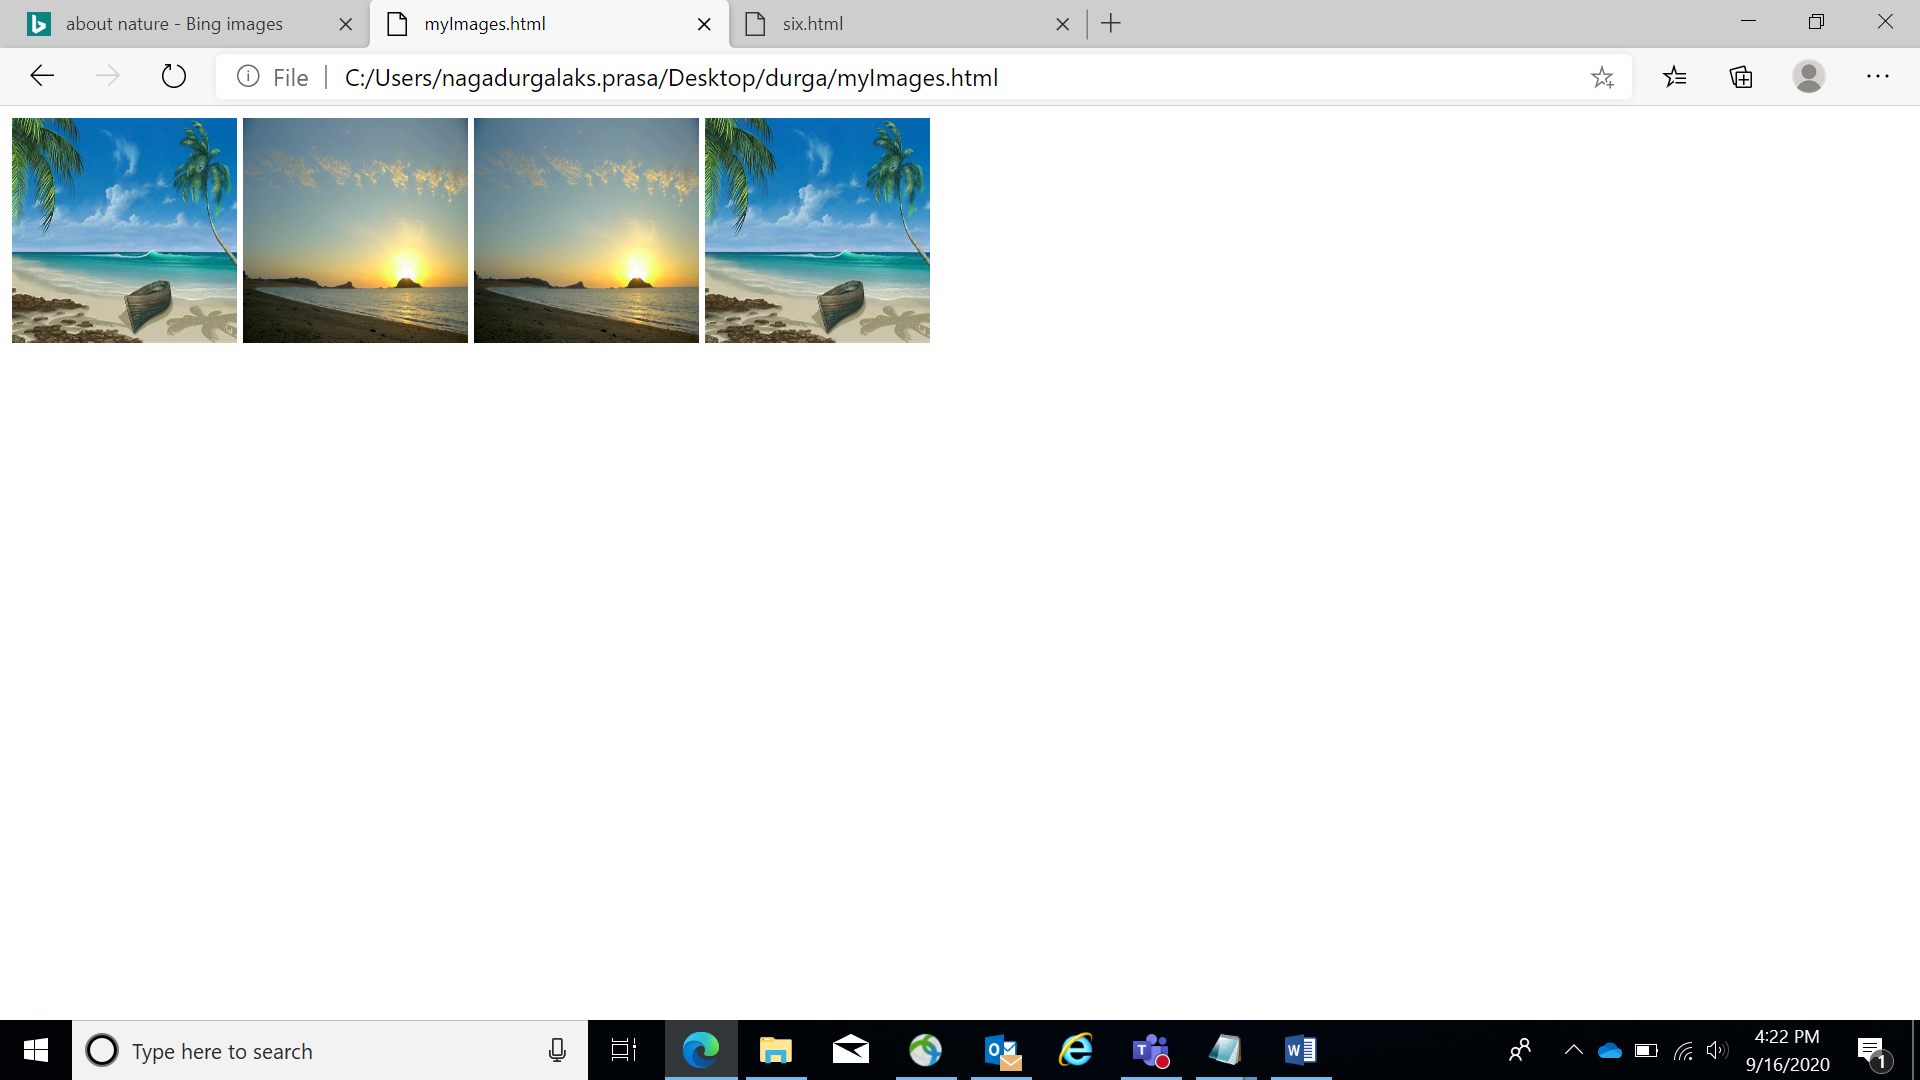 about nature - Bing images
myImages.html
six.html
File
C:/Users/nagadurgalaks.prasa/Desktop/durga/myImages.html
Type here to search
4:22 PM
9/16/2020
1